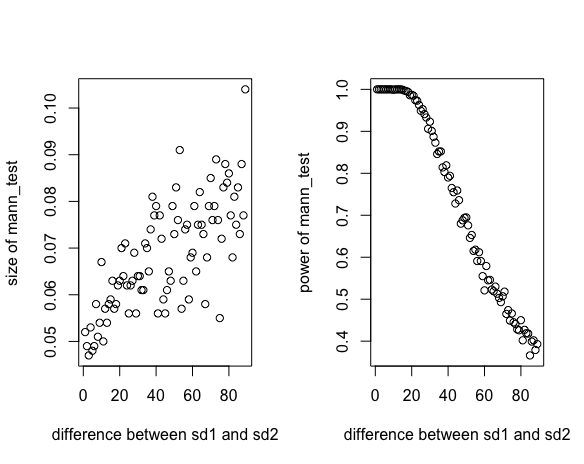 size of mann_test
0.05 0.06 0.07 0.08 0.09 0.10
0 20 40 60 80
difference between sd1 and sd2
power of mann_test
0.4 0.5 0.6 0.7 0.8 0.9 1.0
0 20 40 60 80
difference between sd1 and sd2